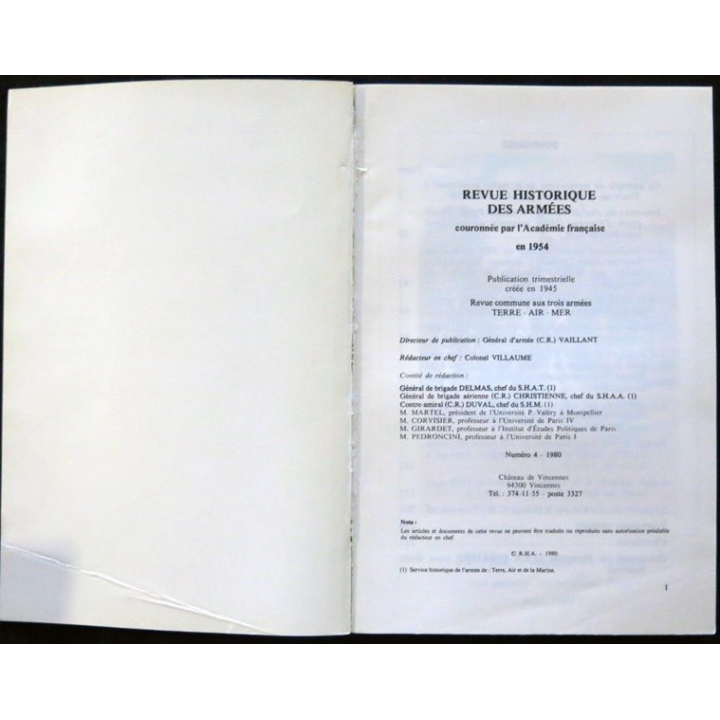 REVUE HISTORIQUE
DES ARMÉES
couronnée par l'Académie française
en 1954
Publication trimestrielle
créée en 1945
Revue commune aux trois armées
TERRE - AIR - MER
Directeur de publication : Général d'armée (C.R.) VAILLANT
Rédacteur en chef : Colonel VILLAUME
Comité de rédaction :
Général de brigade DELMAS, chef du S.H.A.T. (1)
Général de brigade aérienne (C.R.) CHRISTIENNE, chef du S.H.A.A. (1)
Contre-amiral (C.R.) DUVAL, chef du S.H.M. (1)
M. MARTEL, président de l'Université P.-Valéry à Montpellier
M. CORVISIER, professeur à l'Université de Paris IV
M. GIRARDET, professeur à l'Institut d'Études Politiques de Paris
M. PEDRONCINI, professeur à l'Université de Paris I
Numéro 4 - 1980
Château de Vincennes
94300 Vincennes
Tél. : 374-11-55 - poste 3327
Nota :
Les articles et documents de cette revue ne peuvent être traduits ou reproduits sans autorisation préalable
du rédacteur en chef.
© R.H.A. - 1980.
(1) Service historique de l'armée de : Terre, Air et de la Marine.
1